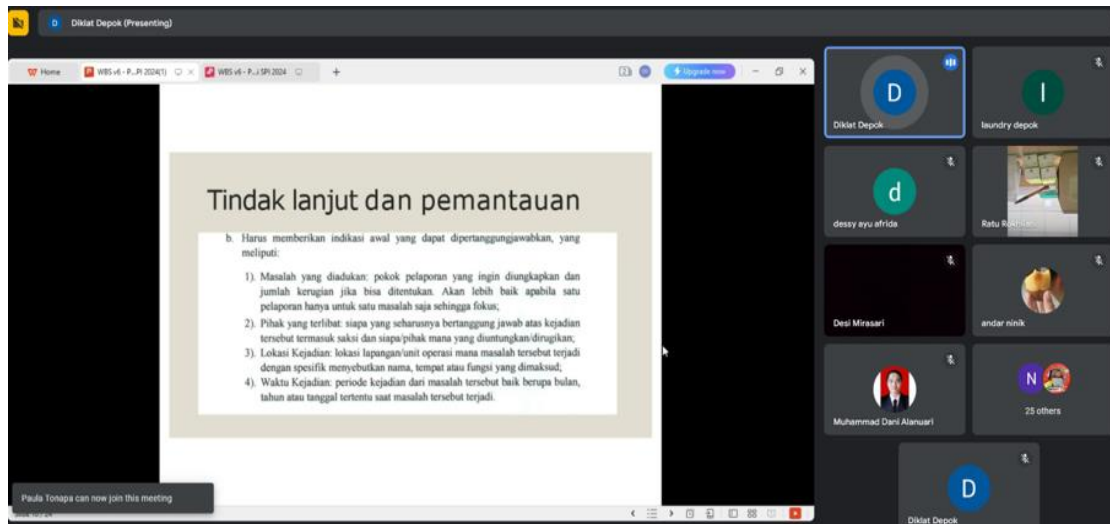 D Diklat Depok (Presenting)
Home
WBS v6 - P...PI 2024(1)
WBS v6 - P...i SPI 2024
Upgrade now
Tindak lanjut dan pemantauan
b. Harus memberikan indikasi awal yang dapat dipertanggungjawabkan, yang
meliputi:
1). Masalah yang diadukan: pokok pelaporan yang ingin diungkapkan dan
jumlah kerugian jika bisa ditentukan. Akan lebih baik apabila satu
pelaporan hanya untuk satu masalah saja sehingga fokus;
2). Pihak yang terlibat: siapa yang seharusnya bertanggung jawab atas kejadian
tersebut termasuk saksi dan siapa/pihak mana yang diuntungkan/dirugikan;
3). Lokasi Kejadian: lokasi lapangan/unit operasi mana masalah tersebut terjadi
dengan spesifik menyebutkan nama, tempat atau fungsi yang dimaksud;
4). Waktu Kejadian: periode kejadian dari masalah tersebut baik berupa bulan,
tahun atau tanggal tertentu saat masalah tersebut terjadi.
Paula Tonapa can now join this meeting
D
Diklat Depok
l
laundry depok
d
dessy ayu afrida
Ratu
Desi Mirasari
andar ninik
Muhammad Dani Alanuari
N
25 others
D
Diklat Depok